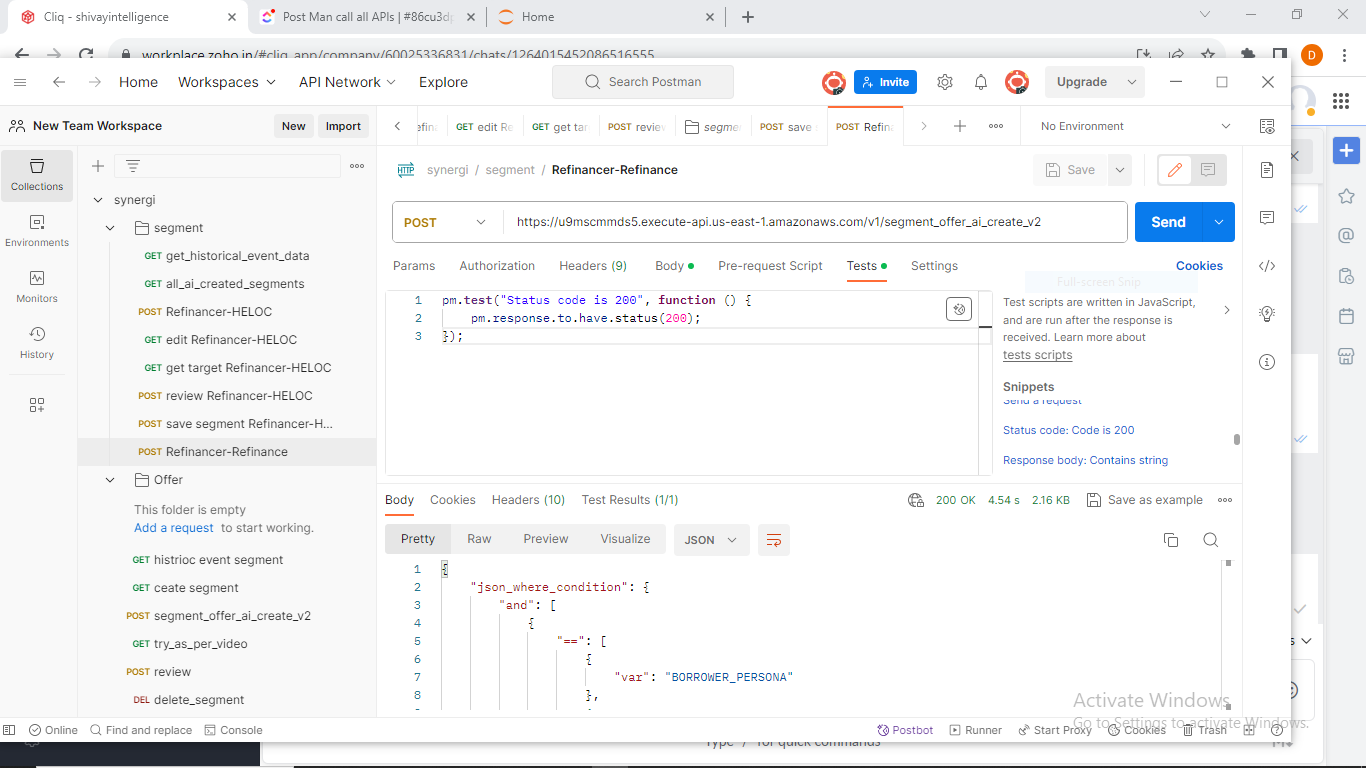 Cliq - shivayintelligence
Post Man call all APIs | #86cu3dp
Home
workplace.zoho.in/#cliq_app/company/60025336831/chats/1264015452086516555
D
Home
Workspaces
API Network
Explore
Search Postman
Invite
Upgrade
New Team Workspace
New
Import
GET edit Re
GET get tar
POST review
segme
POST save
POST Refin
No Environment
Collections
Environments
Monitors
History
synergi
segment
GET get_historical_event_data
GET all_ai_created_segments
POST Refinancer-HELOC
GET edit Refinancer-HELOC
GET get target Refinancer-HELOC
POST review Refinancer-HELOC
POST save segment Refinancer-H...
POST Refinancer-Refinance
Offer
This folder is empty
Add a request to start working.
GET histrioc event segment
GET ceate segment
POST segment_offer_ai_create_v2
GET try_as_per_video
POST review
DEL delete_segment
HTTP synergi / segment / Refinancer-Refinance
Save
POST
https://u9mscmmds5.execute-api.us-east-1.amazonaws.com/v1/segment_offer_ai_create_v2
Send
Params
Authorization
Headers (9)
Body
Pre-request Script
Tests
Settings
Cookies
Full-screen Snip
1 pm.test("Status code is 200", function () {
2 pm.response.to.have.status(200);
3 });
Test scripts are written in JavaScript,
and are run after the response is
received. Learn more about
tests scripts
Snippets
Send a request
Status code: Code is 200
Response body: Contains string
Body
Cookies
Headers (10)
Test Results (1/1)
200 OK
4.54 s
2.16 KB
Save as example
Pretty
Raw
Preview
Visualize
JSON
1 {
2 "json_where_condition": {
3 "and": [
4 {
5 "==": [
6 {
7 "var": "BORROWER_PERSONA"
8 },
Activate Windows
Go to Settings to activate Windows.
Online
Find and replace
Console
Postbot
Runner
Start Proxy
Cookies
Trash
Type "/" for quick commands